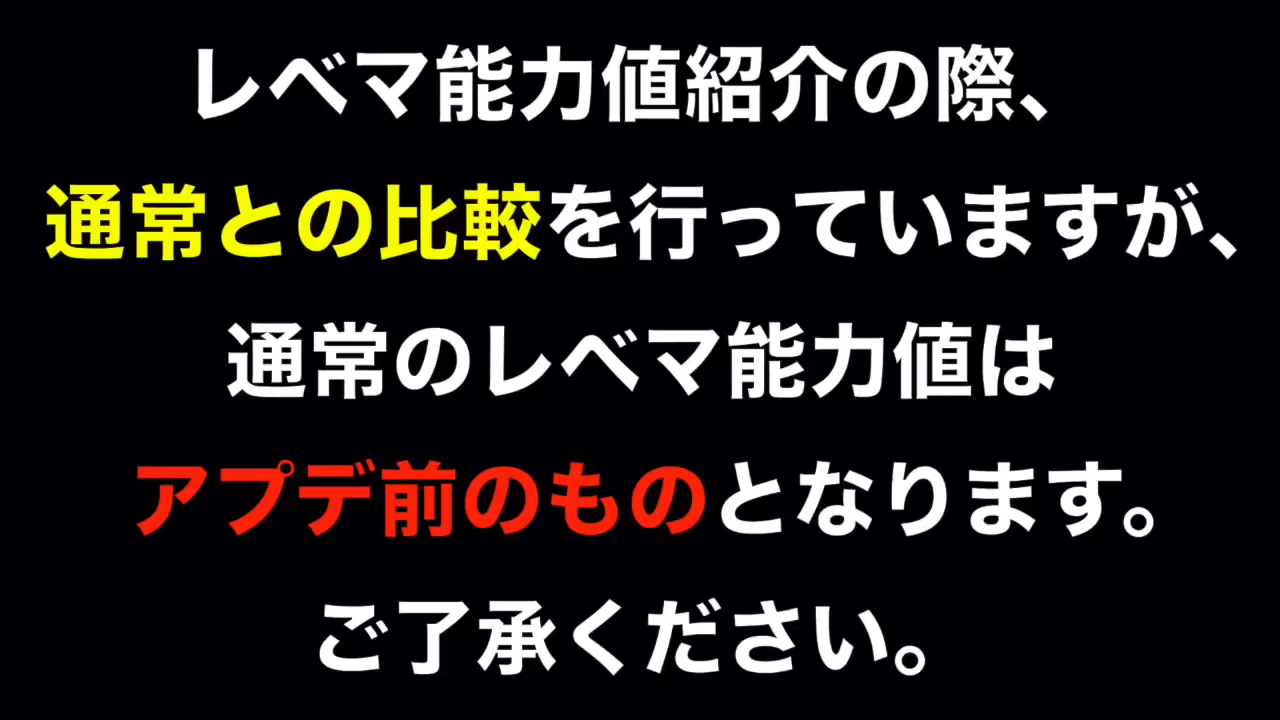 レベマ能力値紹介の際、
通常との比較を行っていますが、
通常のレベマ能力値は
アプデ前のものとなります。
ご了承ください。